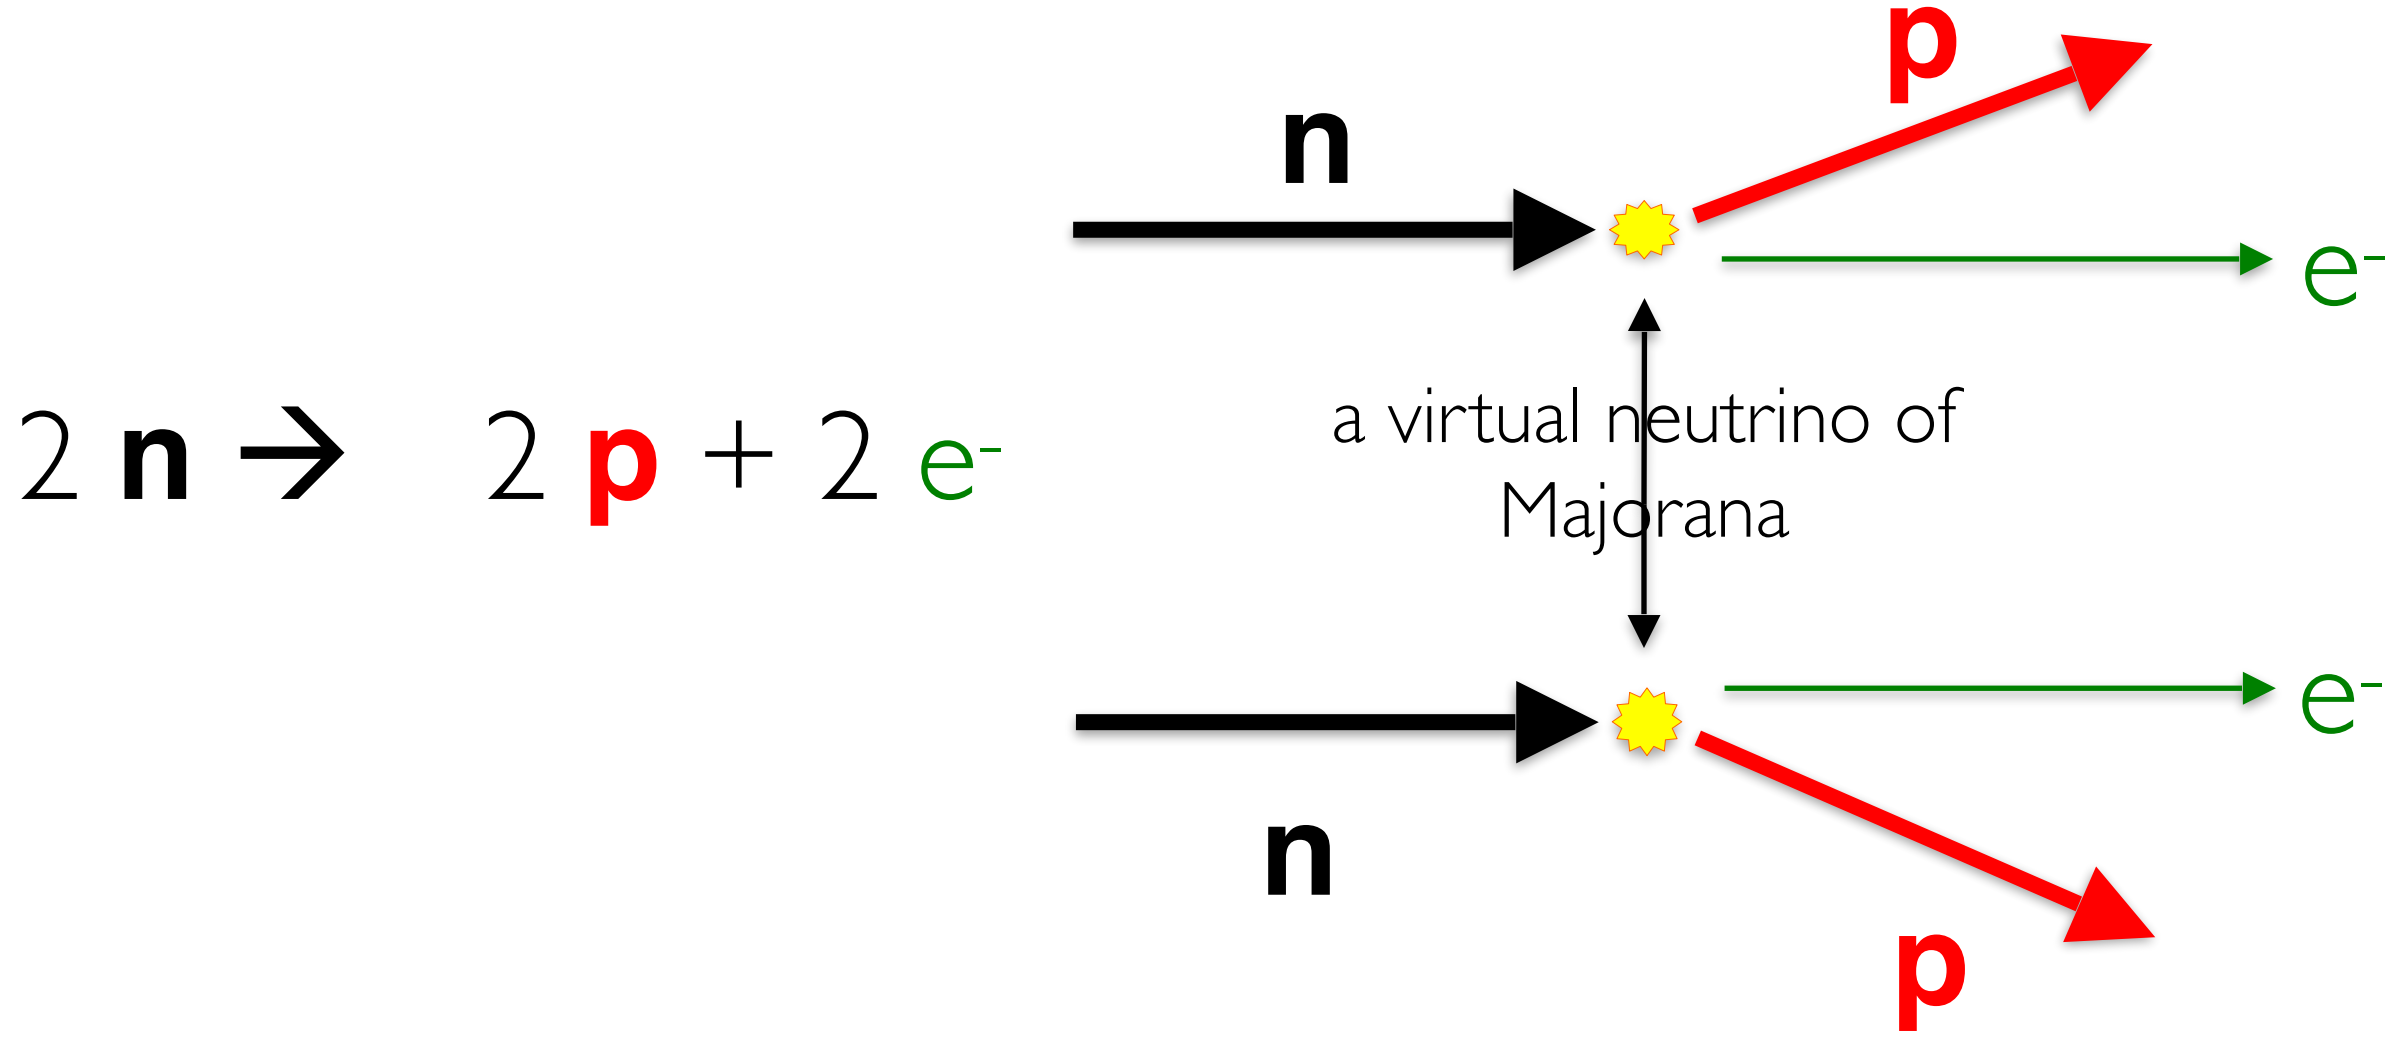 p
n
e-
a virtual neutrino of
Majorana
2 n → 2 p + 2 e-
e-
n
p